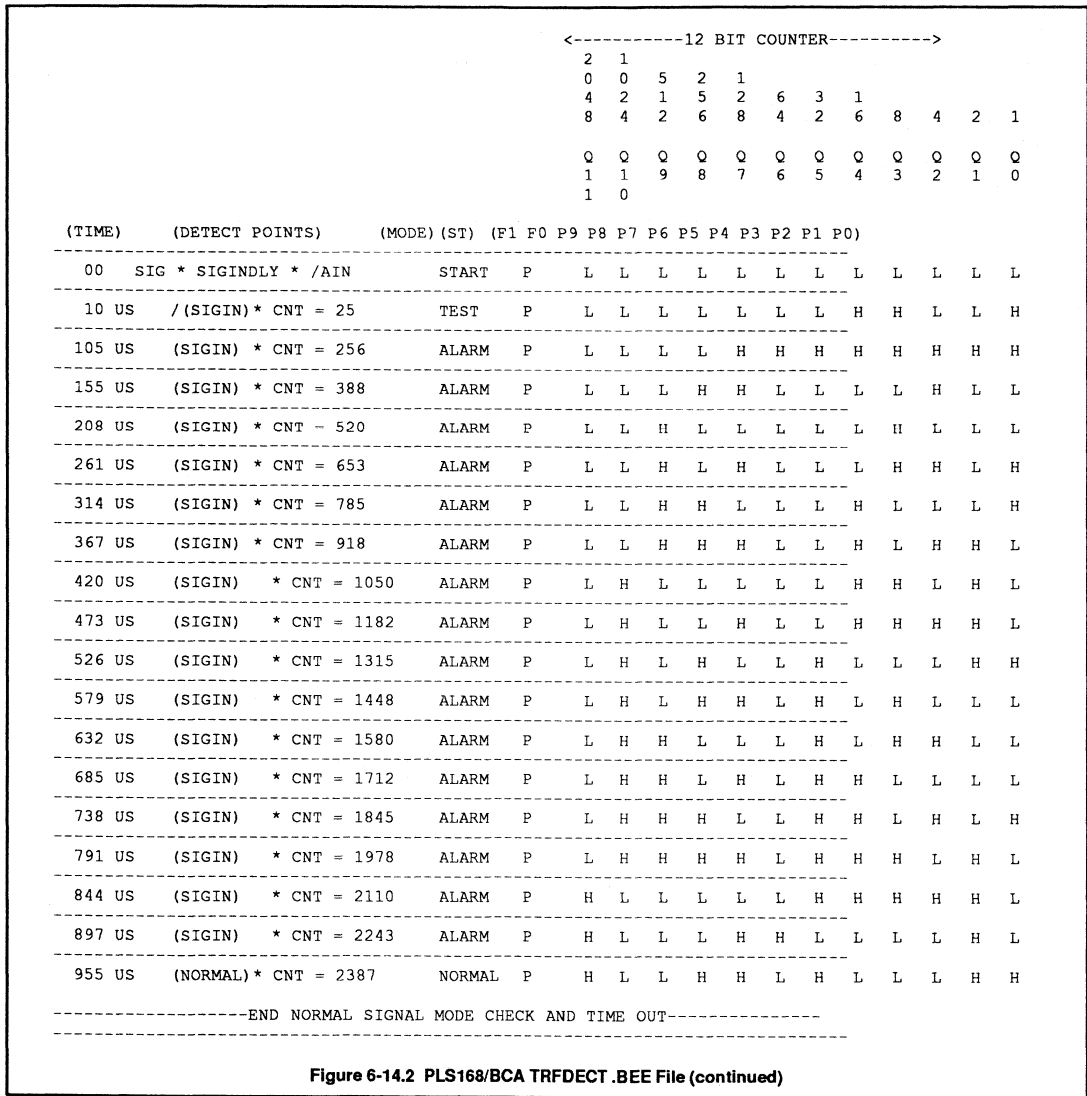 <-----------12 BIT COUNTER---------->
2 1
0 0 5 2 1
4 2 1 5 2 6 3 1
8 4 2 6 8 4 2 6 8 4 2 1
Q Q Q Q Q Q Q Q Q Q Q Q
1 1 9 8 7 6 5 4 3 2 1 0
1 0
(TIME) (DETECT POINTS) (MODE) (ST) (F1 F0 P9 P8 P7 P6 P5 P4 P3 P2 P1 P0)
00 SIG * SIGINDLY * /AIN START P L L L L L L L L L L L L
10 US /(SIGIN)* CNT = 25 TEST P L L L L L L L H H L L H
105 US (SIGIN) * CNT = 256 ALARM P L L L L H H H H H H H H
155 US (SIGIN) * CNT = 388 ALARM P L L L H H L L L L H L L
208 US (SIGIN) * CNT - 520 ALARM P L L H L L L L L H L L L
261 US (SIGIN) * CNT = 653 ALARM P L L H L H L L L H H L H
314 US (SIGIN) * CNT = 785 ALARM P L L H H L L L H L L L H
367 US (SIGIN) * CNT = 918 ALARM P L L H H H L L H L H H L
420 US (SIGIN) * CNT = 1050 ALARM P L H L L L L L H H L H L
473 US (SIGIN) * CNT = 1182 ALARM P L H L L H L L H H H H L
526 US (SIGIN) * CNT = 1315 ALARM P L H L H L L H L L L H H
579 US (SIGIN) * CNT = 1448 ALARM P L H L H H L H L H L L L
632 US (SIGIN) * CNT = 1580 ALARM P L H H L L L H L H H L L
685 US (SIGIN) * CNT = 1712 ALARM P L H H L H L H H L L L L
738 US (SIGIN) * CNT = 1845 ALARM P L H H H L L H H L H L H
791 US (SIGIN) * CNT = 1978 ALARM P L H H H H L H H H L H L
844 US (SIGIN) * CNT = 2110 ALARM P H L L L L L H H H H H L
897 US (SIGIN) * CNT = 2243 ALARM P H L L L H H L L L L H L
955 US (NORMAL)* CNT = 2387 NORMAL P H L L H H L H L L L H H
-------------------END NORMAL SIGNAL MODE CHECK AND TIME OUT---------------
Figure 6-14.2 PLS168/BCA TRFDECT .BEE File (continued)